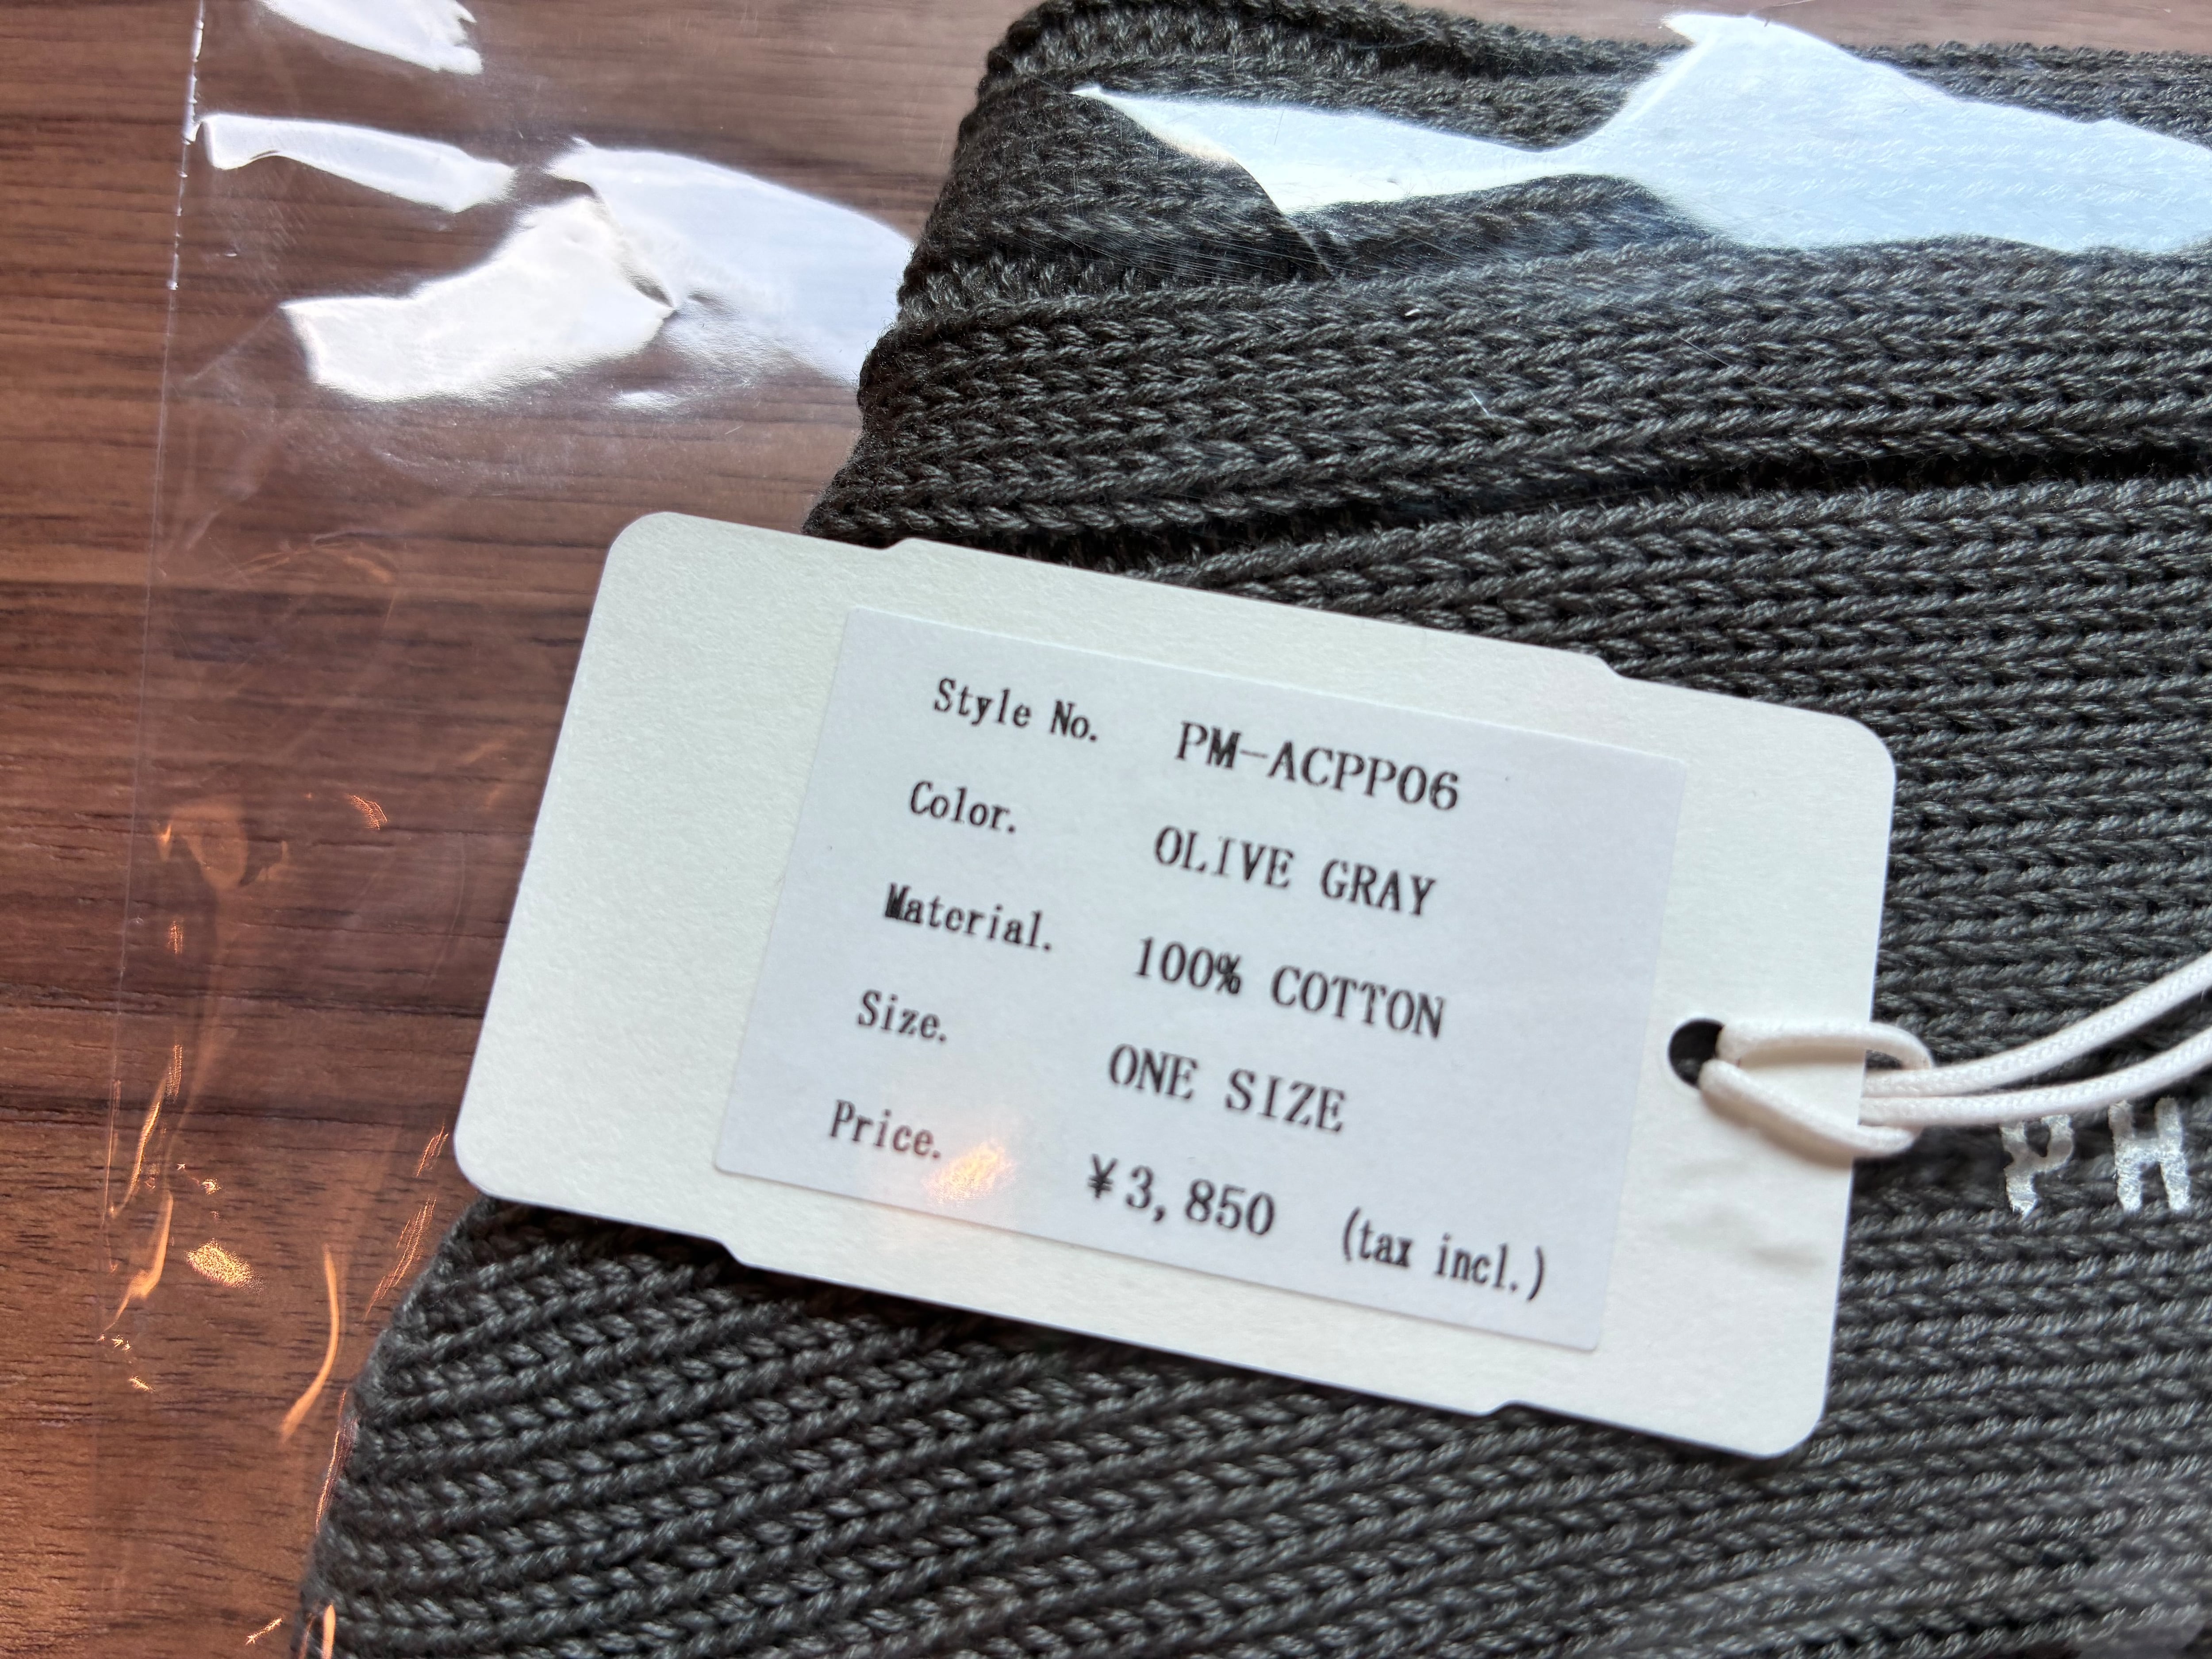 Style No. PM-ACPP06
Color. OLIVE GRAY
Material. 100% COTTON
Size. ONE SIZE
Price. ¥3,850 (tax incl.)
PH